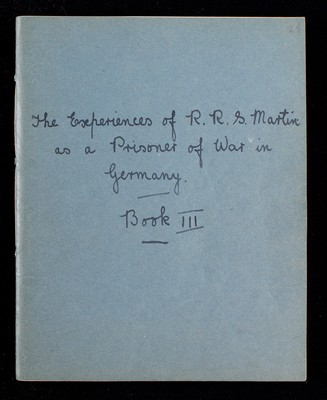 The Experiences of R. R. S. Martin
as a Prisoner of War in
Germany.
Book III